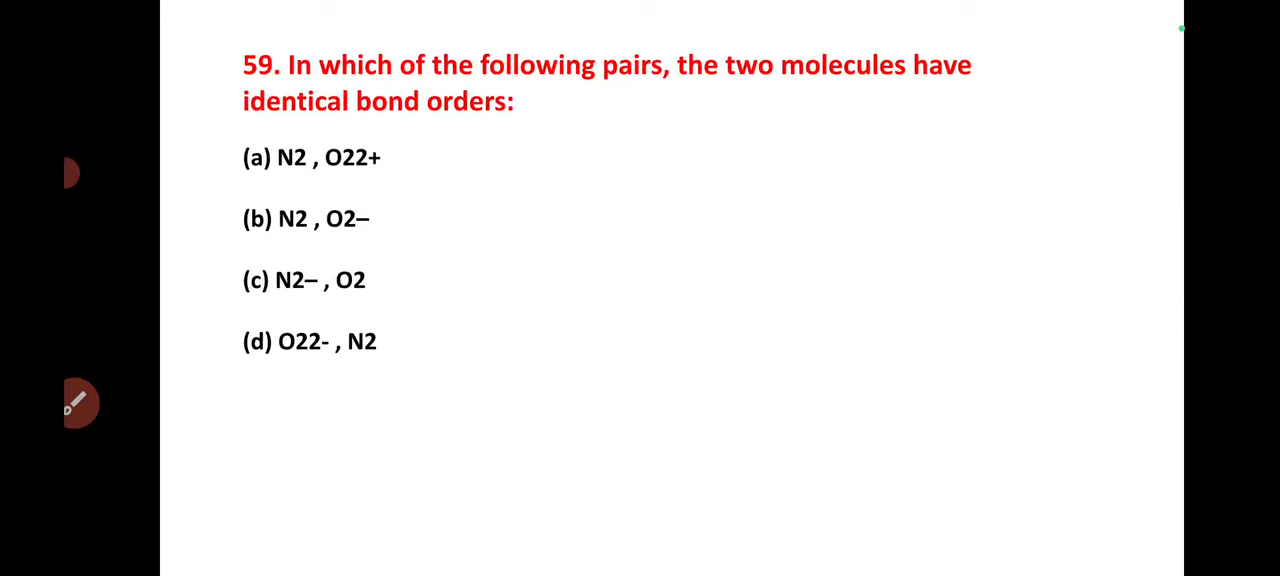 59. In which of the following pairs, the two molecules have
identical bond orders:
(a) N2 , O22+
(b) N2 , O2–
(c) N2– , O2
(d) O22- , N2